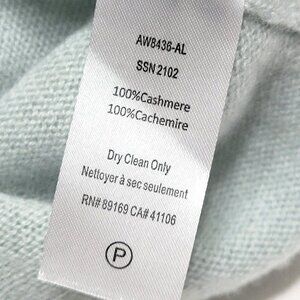 AW8436-AL
SSN 2102
100%Cashmere
100%Cachemire
Dry Clean Only
Nettoyer à sec seulement
RN# 89169 CA# 41106
P